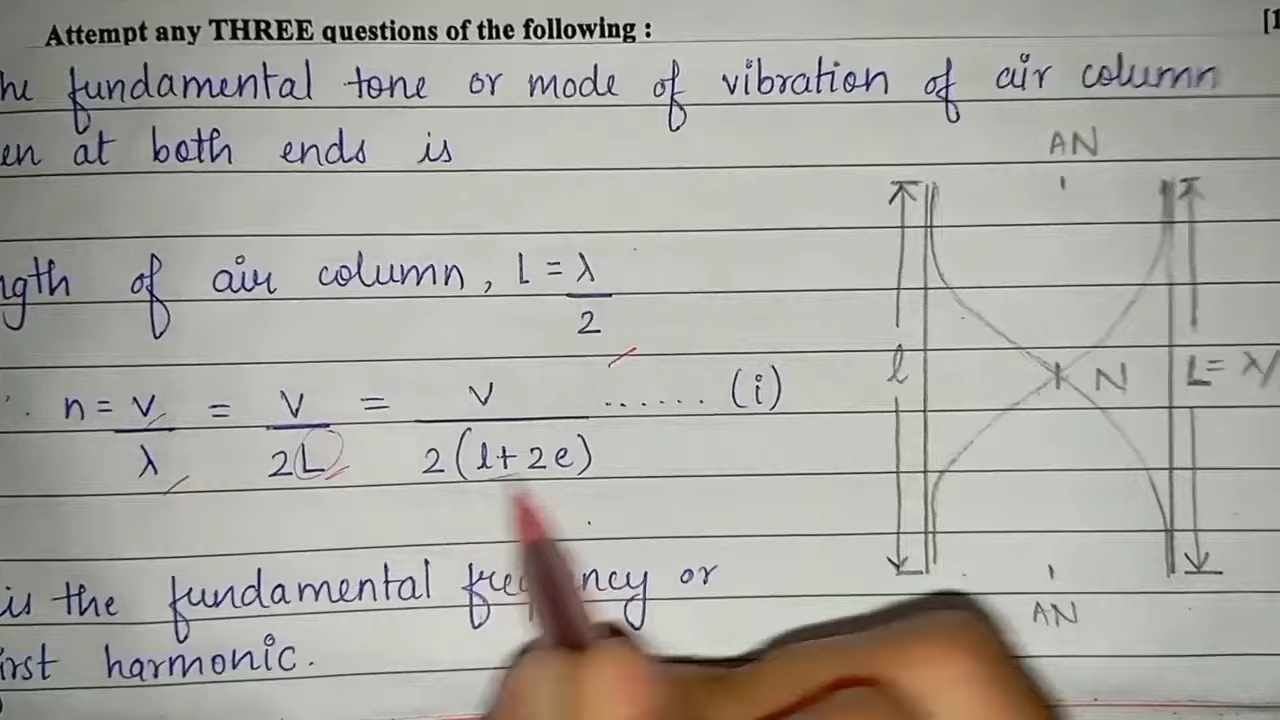 Attempt any THREE questions of the following : [1
he fundamental tone or mode of vibration of air column
en at both ends is
AN
ngth of air column, L = λ/2
∴ n = v/λ = v/2L = v/2(l+2e) ...... (i)
l
N
L = λ/
is the fundamental frequency or
AN
irst harmonic.